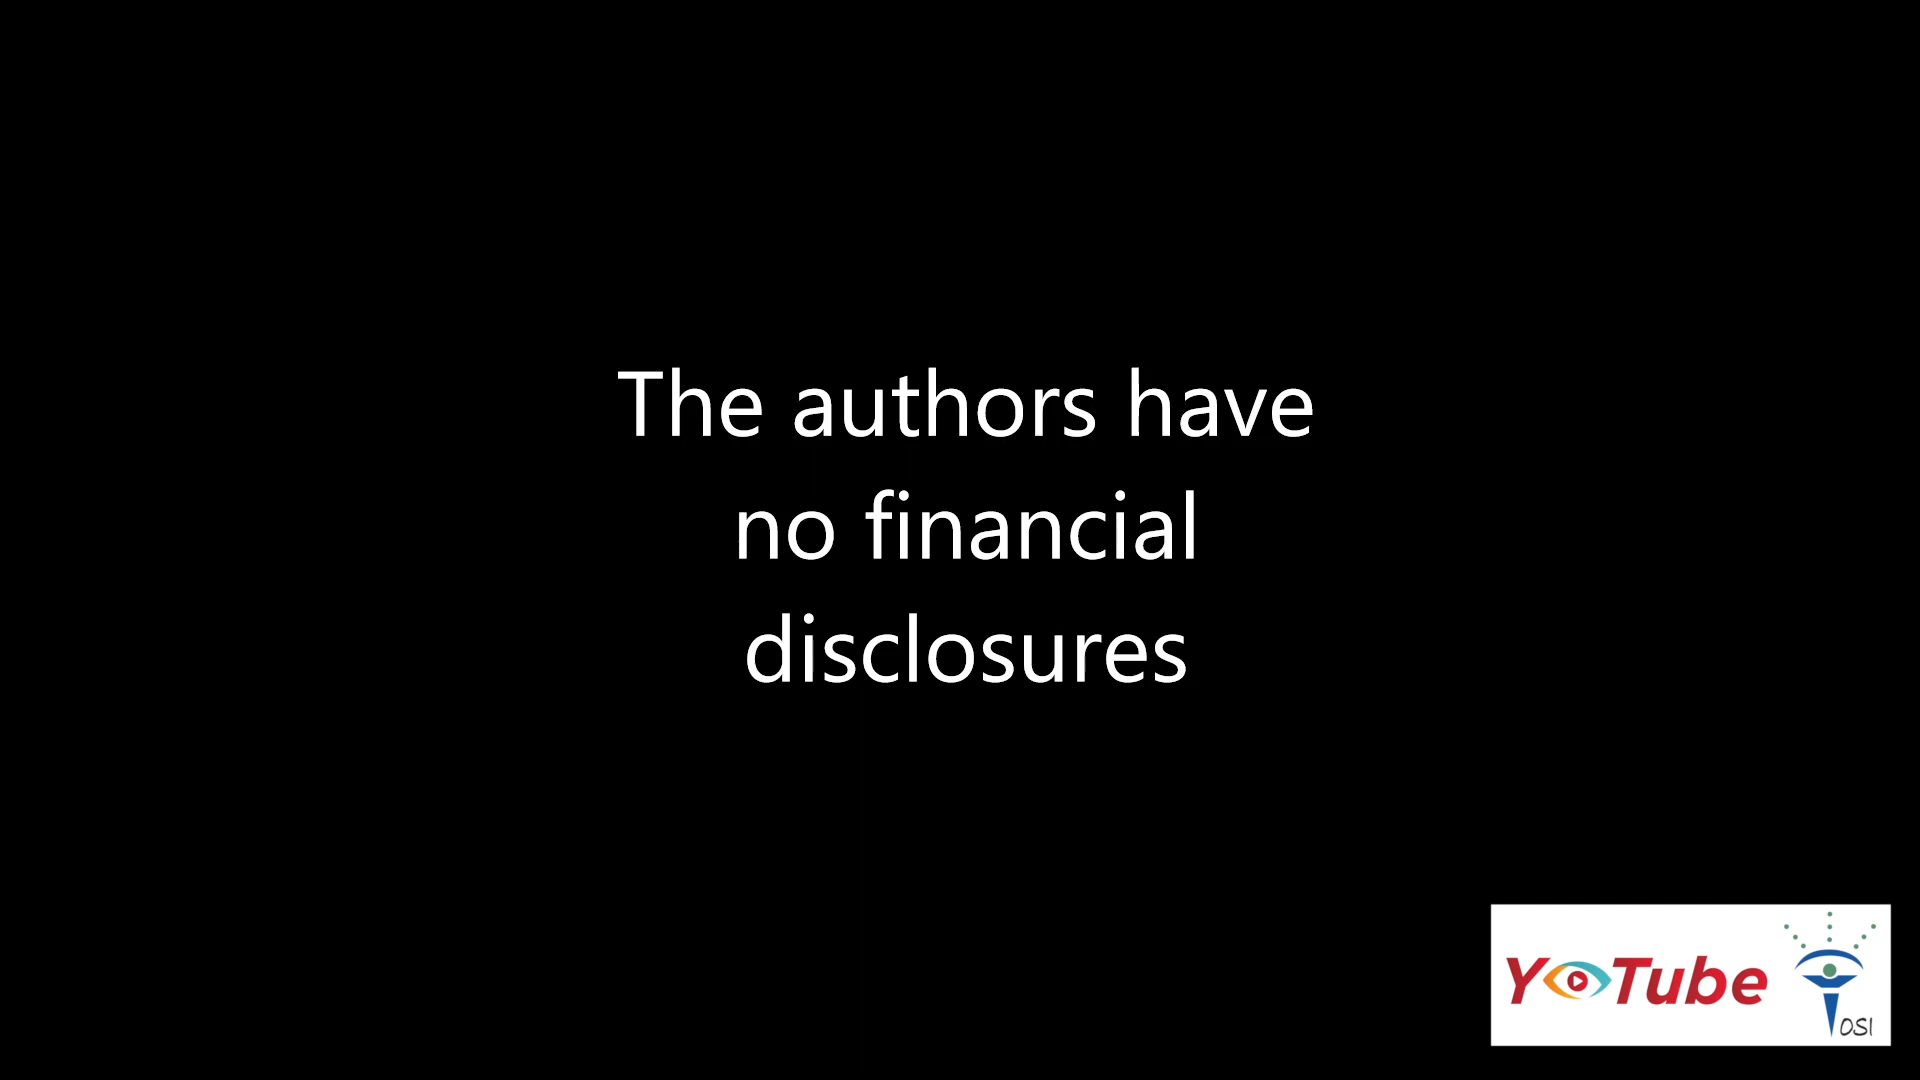 The authors have
no financial
disclosures
YoTube
OSI